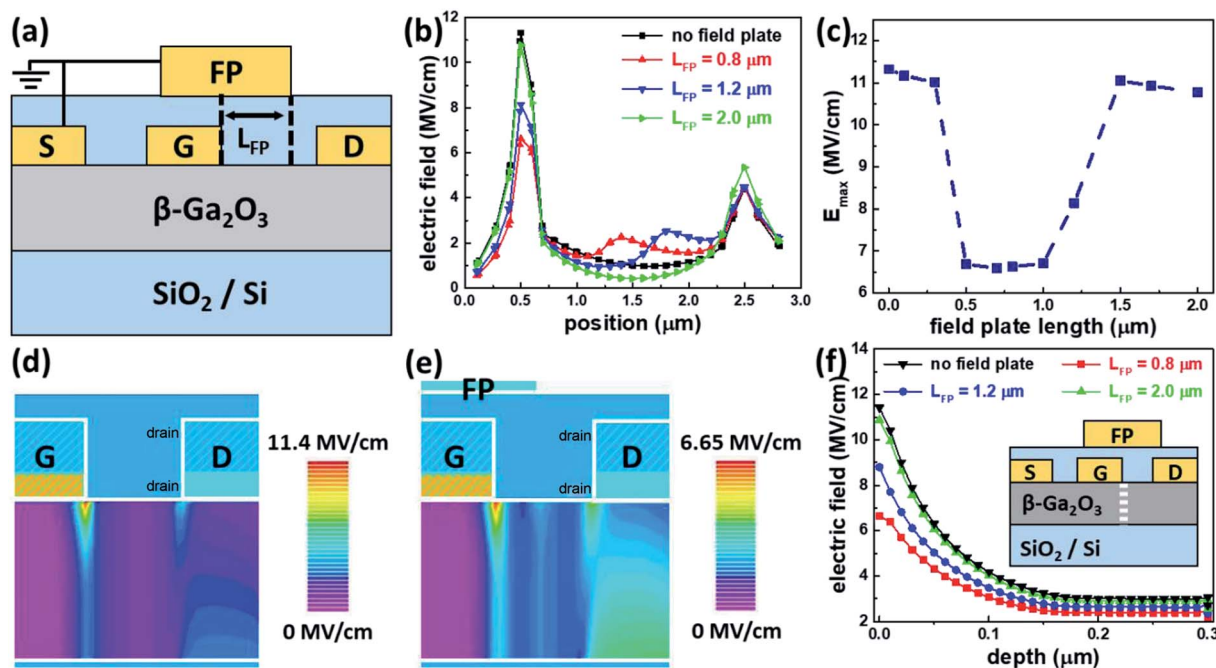 (a)
FP
S
G
L_FP
D
β-Ga₂O₃
SiO₂ / Si
(b)
electric field (MV/cm)
12
10
8
6
4
2
0
no field plate
L_FP = 0.8 μm
L_FP = 1.2 μm
L_FP = 2.0 μm
0.0 0.5 1.0 1.5 2.0 2.5 3.0
position (μm)
(c)
E_max (MV/cm)
12
11
10
9
8
7
6
0.0 0.5 1.0 1.5 2.0
field plate length (μm)
(d)
G
drain
drain
D
11.4 MV/cm
0 MV/cm
(e)
FP
G
drain
drain
D
6.65 MV/cm
0 MV/cm
(f)
electric field (MV/cm)
14
12
10
8
6
4
2
no field plate
L_FP = 0.8 μm
L_FP = 1.2 μm
L_FP = 2.0 μm
FP
S
G
D
β-Ga₂O₃
SiO₂ / Si
0.0 0.1 0.2 0.3
depth (μm)